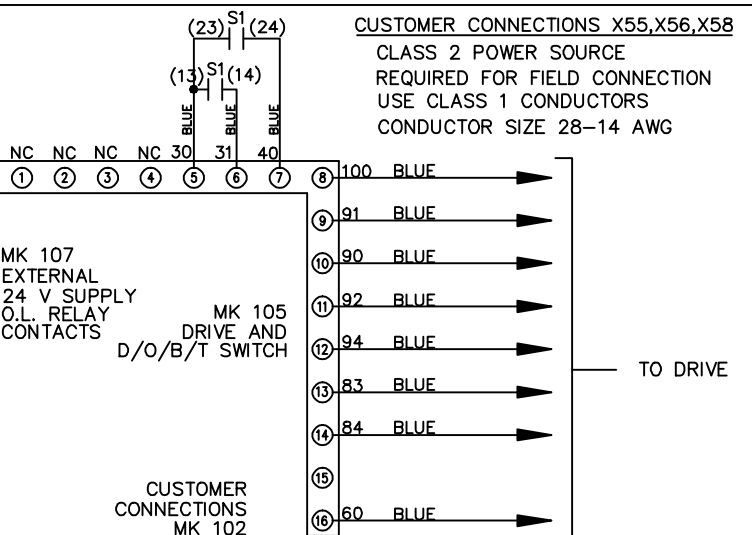 (23) S1 (24)
(13) S1 (14)
BLUE BLUE BLUE
CUSTOMER CONNECTIONS X55,X56,X58
CLASS 2 POWER SOURCE
REQUIRED FOR FIELD CONNECTION
USE CLASS 1 CONDUCTORS
CONDUCTOR SIZE 28-14 AWG
NC NC NC NC 30 31 40
1 2 3 4 5 6 7
8 100 BLUE
9 91 BLUE
10 90 BLUE
11 92 BLUE
12 94 BLUE
13 83 BLUE
14 84 BLUE
15
16 60 BLUE
MK 107
EXTERNAL
24 V SUPPLY
O.L. RELAY
CONTACTS
MK 105
DRIVE AND
D/O/B/T SWITCH
CUSTOMER
CONNECTIONS
MK 102
TO DRIVE